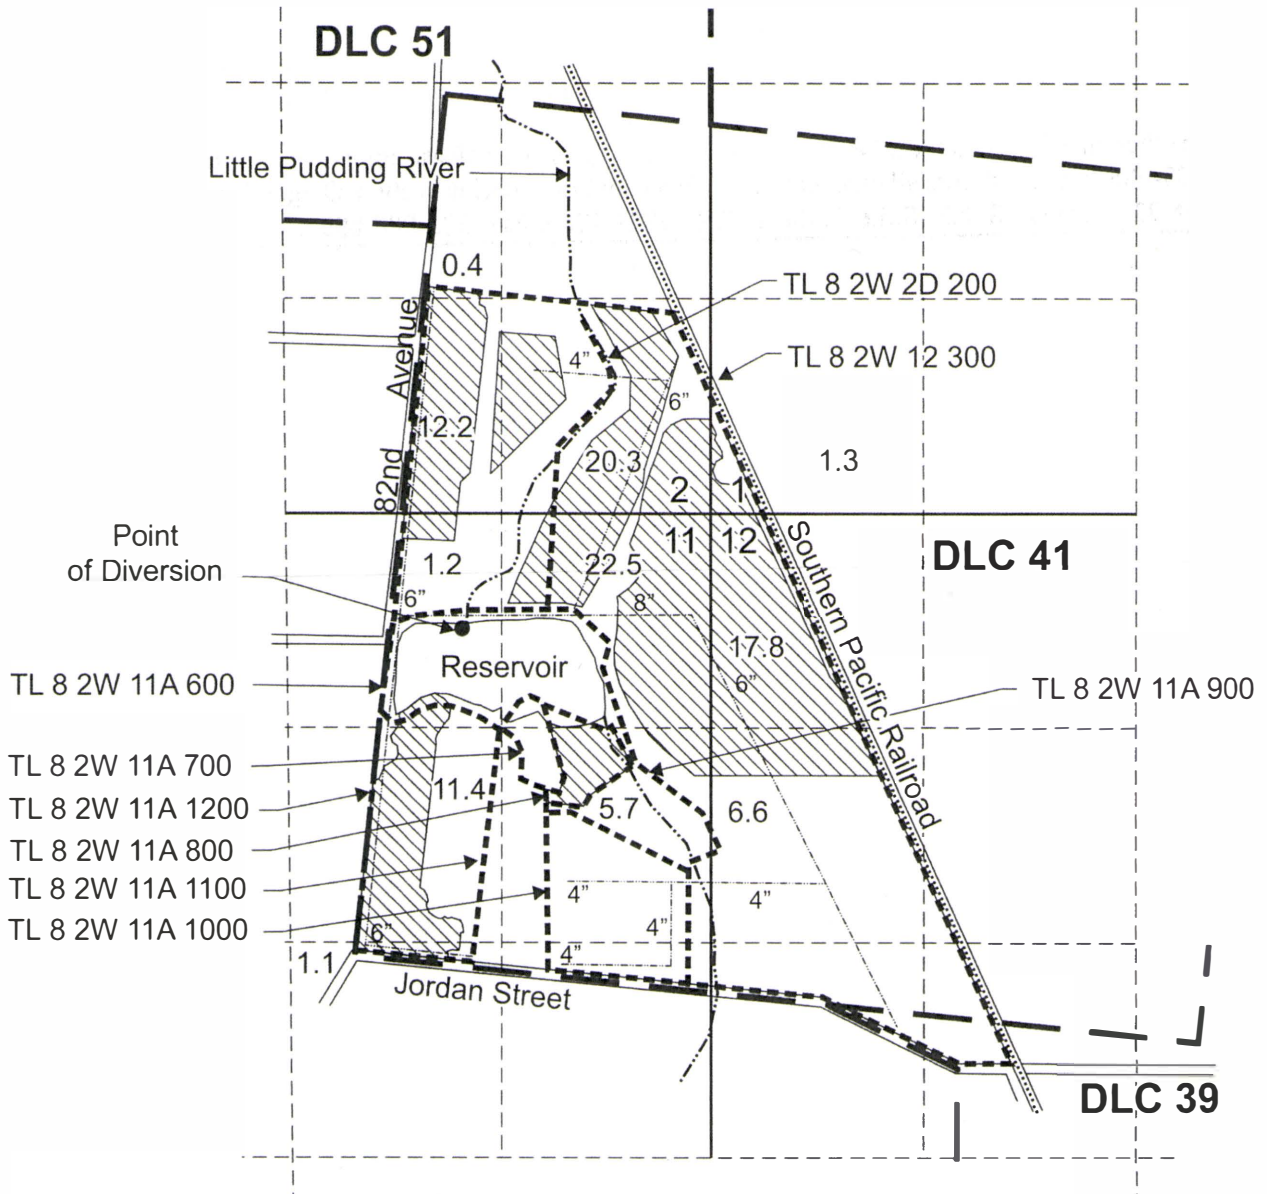 DLC 51
Little Pudding River
0.4
TL 8 2W 2D 200
Avenue
4”
TL 8 2W 12 300
6”
12.2
20.3
1.3
82nd
2
1
Point
of Diversion
11
12
DLC 41
1.2
22.5
6”
8”
Southern Pacific Railroad
17.8
Reservoir
6”
TL 8 2W 11A 600
TL 8 2W 11A 900
TL 8 2W 11A 700
11.4
TL 8 2W 11A 1200
5.7
6.6
TL 8 2W 11A 800
TL 8 2W 11A 1100
4”
4”
TL 8 2W 11A 1000
6”
4”
4”
1.1
Jordan Street
DLC 39